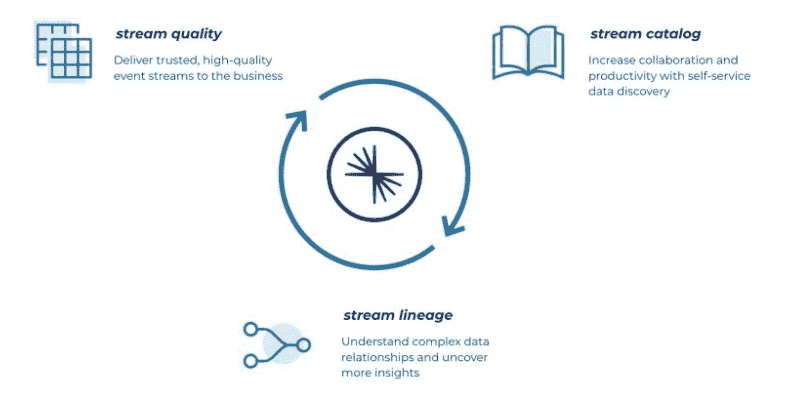 stream quality
Deliver trusted, high-quality
event streams to the business
stream catalog
Increase collaboration and
productivity with self-service
data discovery
stream lineage
Understand complex data
relationships and uncover
more insights